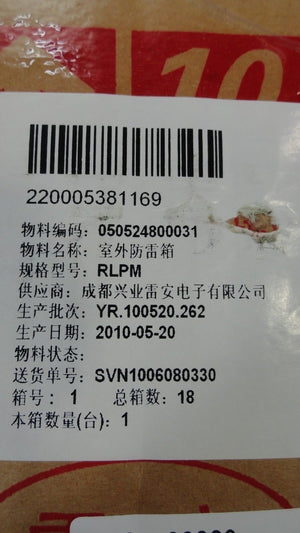 10
220005381169
物料编码: 050524800031
物料名称: 室外防雷箱
规格型号: RLPM
供应商: 成都兴业雷安电子有限公司
生产批次: YR.100520.262
生产日期: 2010-05-20
物料状态:
送货单号: SVN1006080330
箱号: 1 总箱数: 18
本箱数量(台): 1